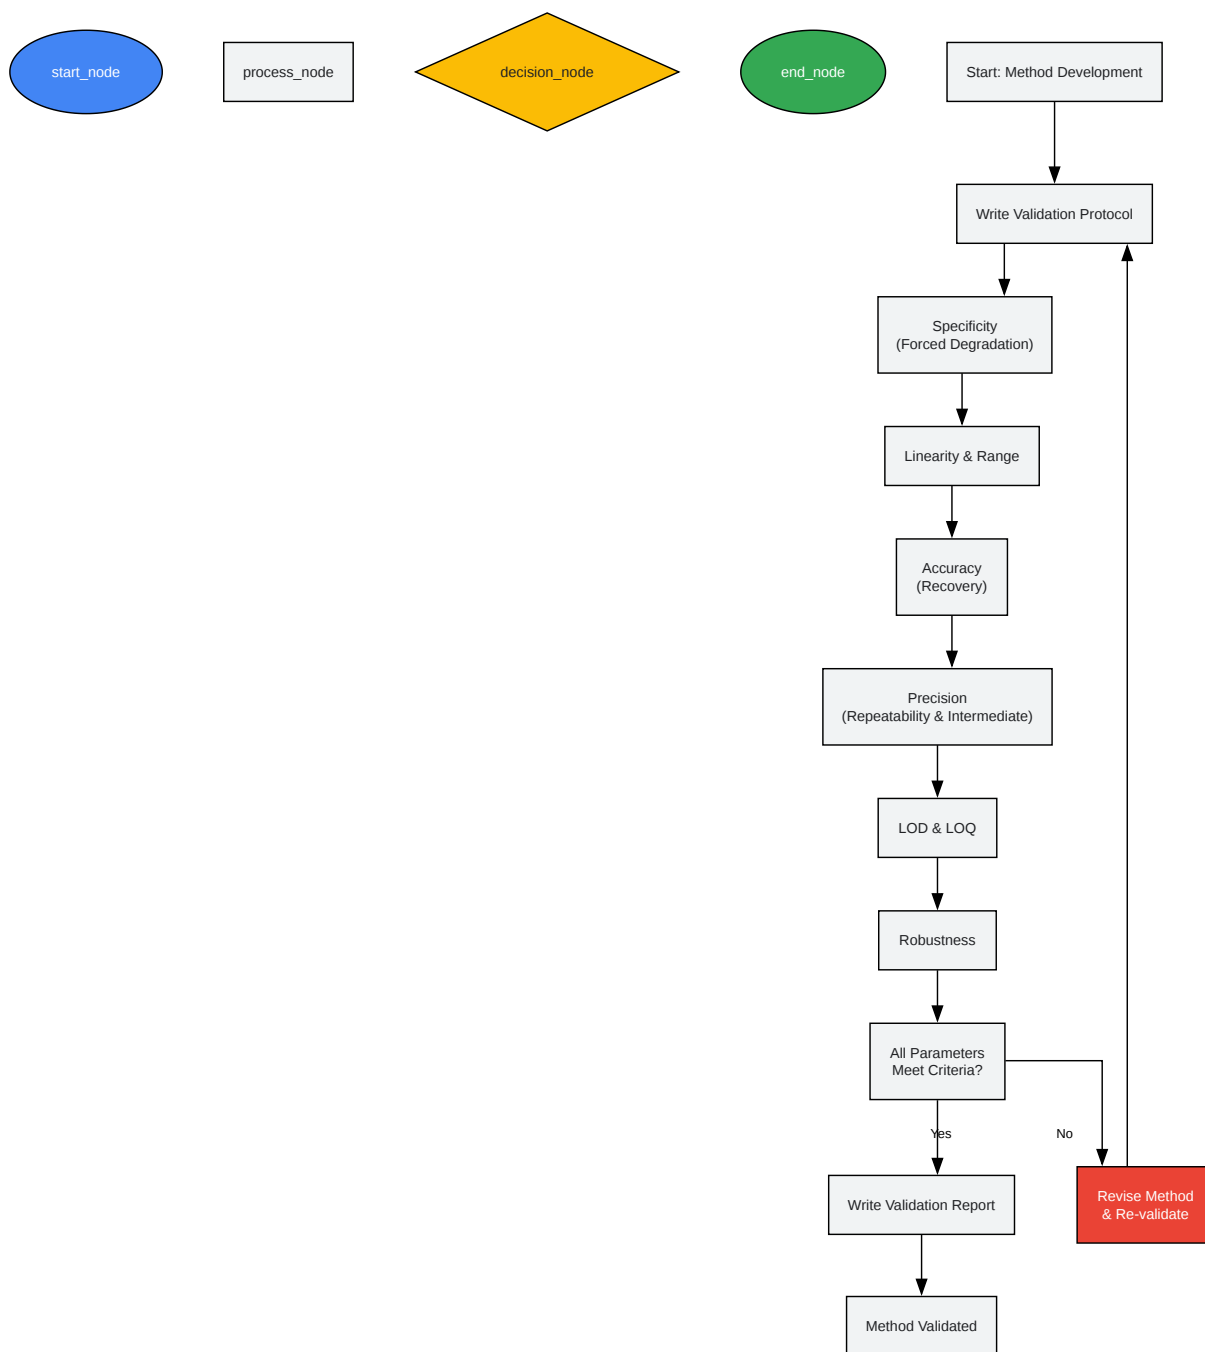 start_node
process_node
decision_node
end_node
Start: Method Development
Write Validation Protocol
Specificity
(Forced Degradation)
Linearity & Range
Accuracy
(Recovery)
Precision
(Repeatability & Intermediate)
LOD & LOQ
Robustness
All Parameters
Meet Criteria?
Yes
No
Write Validation Report
Revise Method
& Re-validate
Method Validated